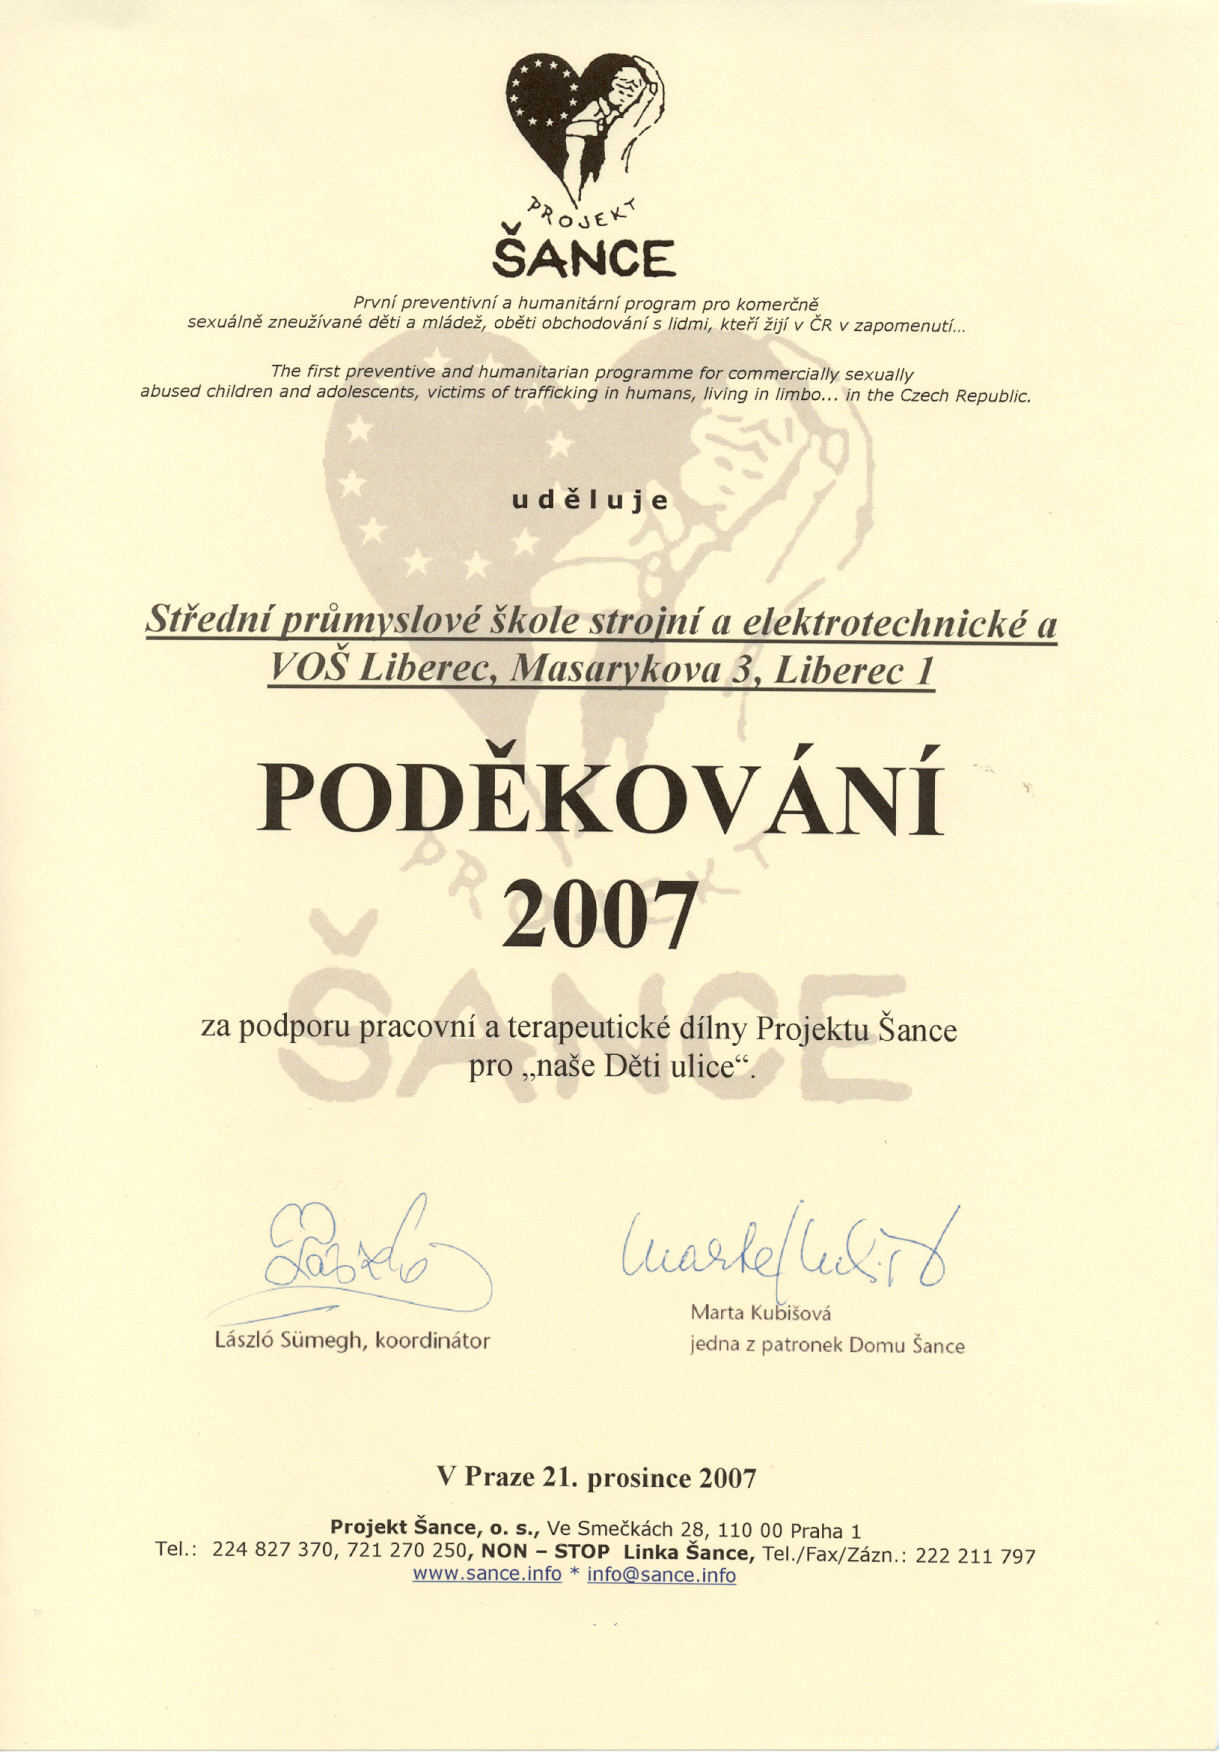 PROJEKT
ŠANCE
První preventivní a humanitární program pro komerčně
sexuálně zneužívané děti a mládež, oběti obchodování s lidmi, kteří žijí v ČR v zapomenutí...
The first preventive and humanitarian programme for commercially sexually
abused children and adolescents, victims of trafficking in humans, living in limbo... in the Czech Republic.
uděluje
Střední průmyslové škole strojní a elektrotechnické a
VOŠ Liberec, Masarykova 3, Liberec 1
PODĚKOVÁNÍ
PROJEKT
2007
ŠANCE
za podporu pracovní a terapeutické dílny Projektu Šance
pro „naše Děti ulice“.
László
Marta Kubišová
László Sümegh, koordinátor
Marta Kubišová
jedna z patronek Domu Šance
V Praze 21. prosince 2007
Projekt Šance, o. s., Ve Smečkách 28, 110 00 Praha 1
Tel.: 224 827 370, 721 270 250, NON – STOP Linka Šance, Tel./Fax/Zázn.: 222 211 797
www.sance.info * info@sance.info